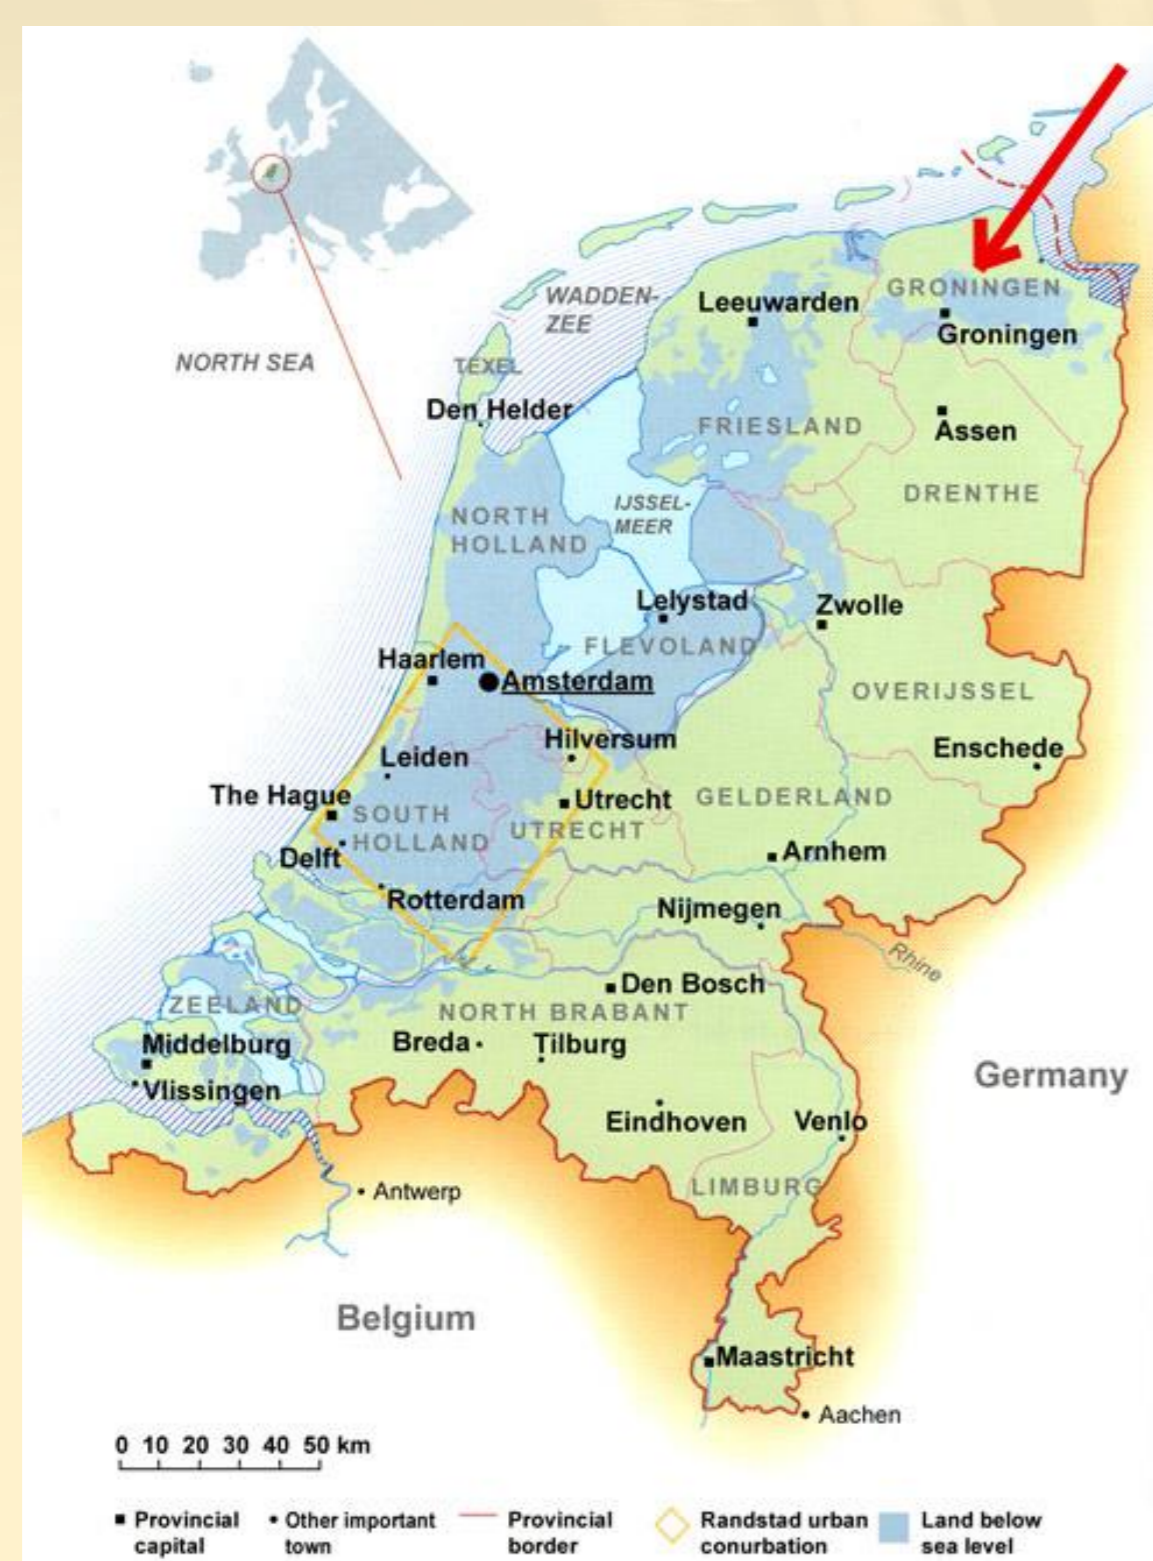 WADDEN-
ZEE
NORTH SEA
TEXEL
Leeuwarden
GRONINGEN
Groningen
Den Helder
FRIESLAND
Assen
DRENTHE
NORTH
HOLLAND
IJSSEL-
MEER
Lelystad
Zwolle
FLEVOLAND
Haarlem
Amsterdam
OVERIJSSEL
Hilversum
Enschede
Leiden
The Hague
Utrecht
GELDERLAND
SOUTH
HOLLAND
UTRECHT
Delft
Arnhem
Rotterdam
Nijmegen
Rhine
Den Bosch
ZEELAND
NORTH BRABANT
Middelburg
Breda
Tilburg
Vlissingen
Germany
Eindhoven
Venlo
LIMBURG
Antwerp
Belgium
Maastricht
Aachen
0 10 20 30 40 50 km
Provincial
capital
Other important
town
Provincial
border
Randstad urban
conurbation
Land below
sea level